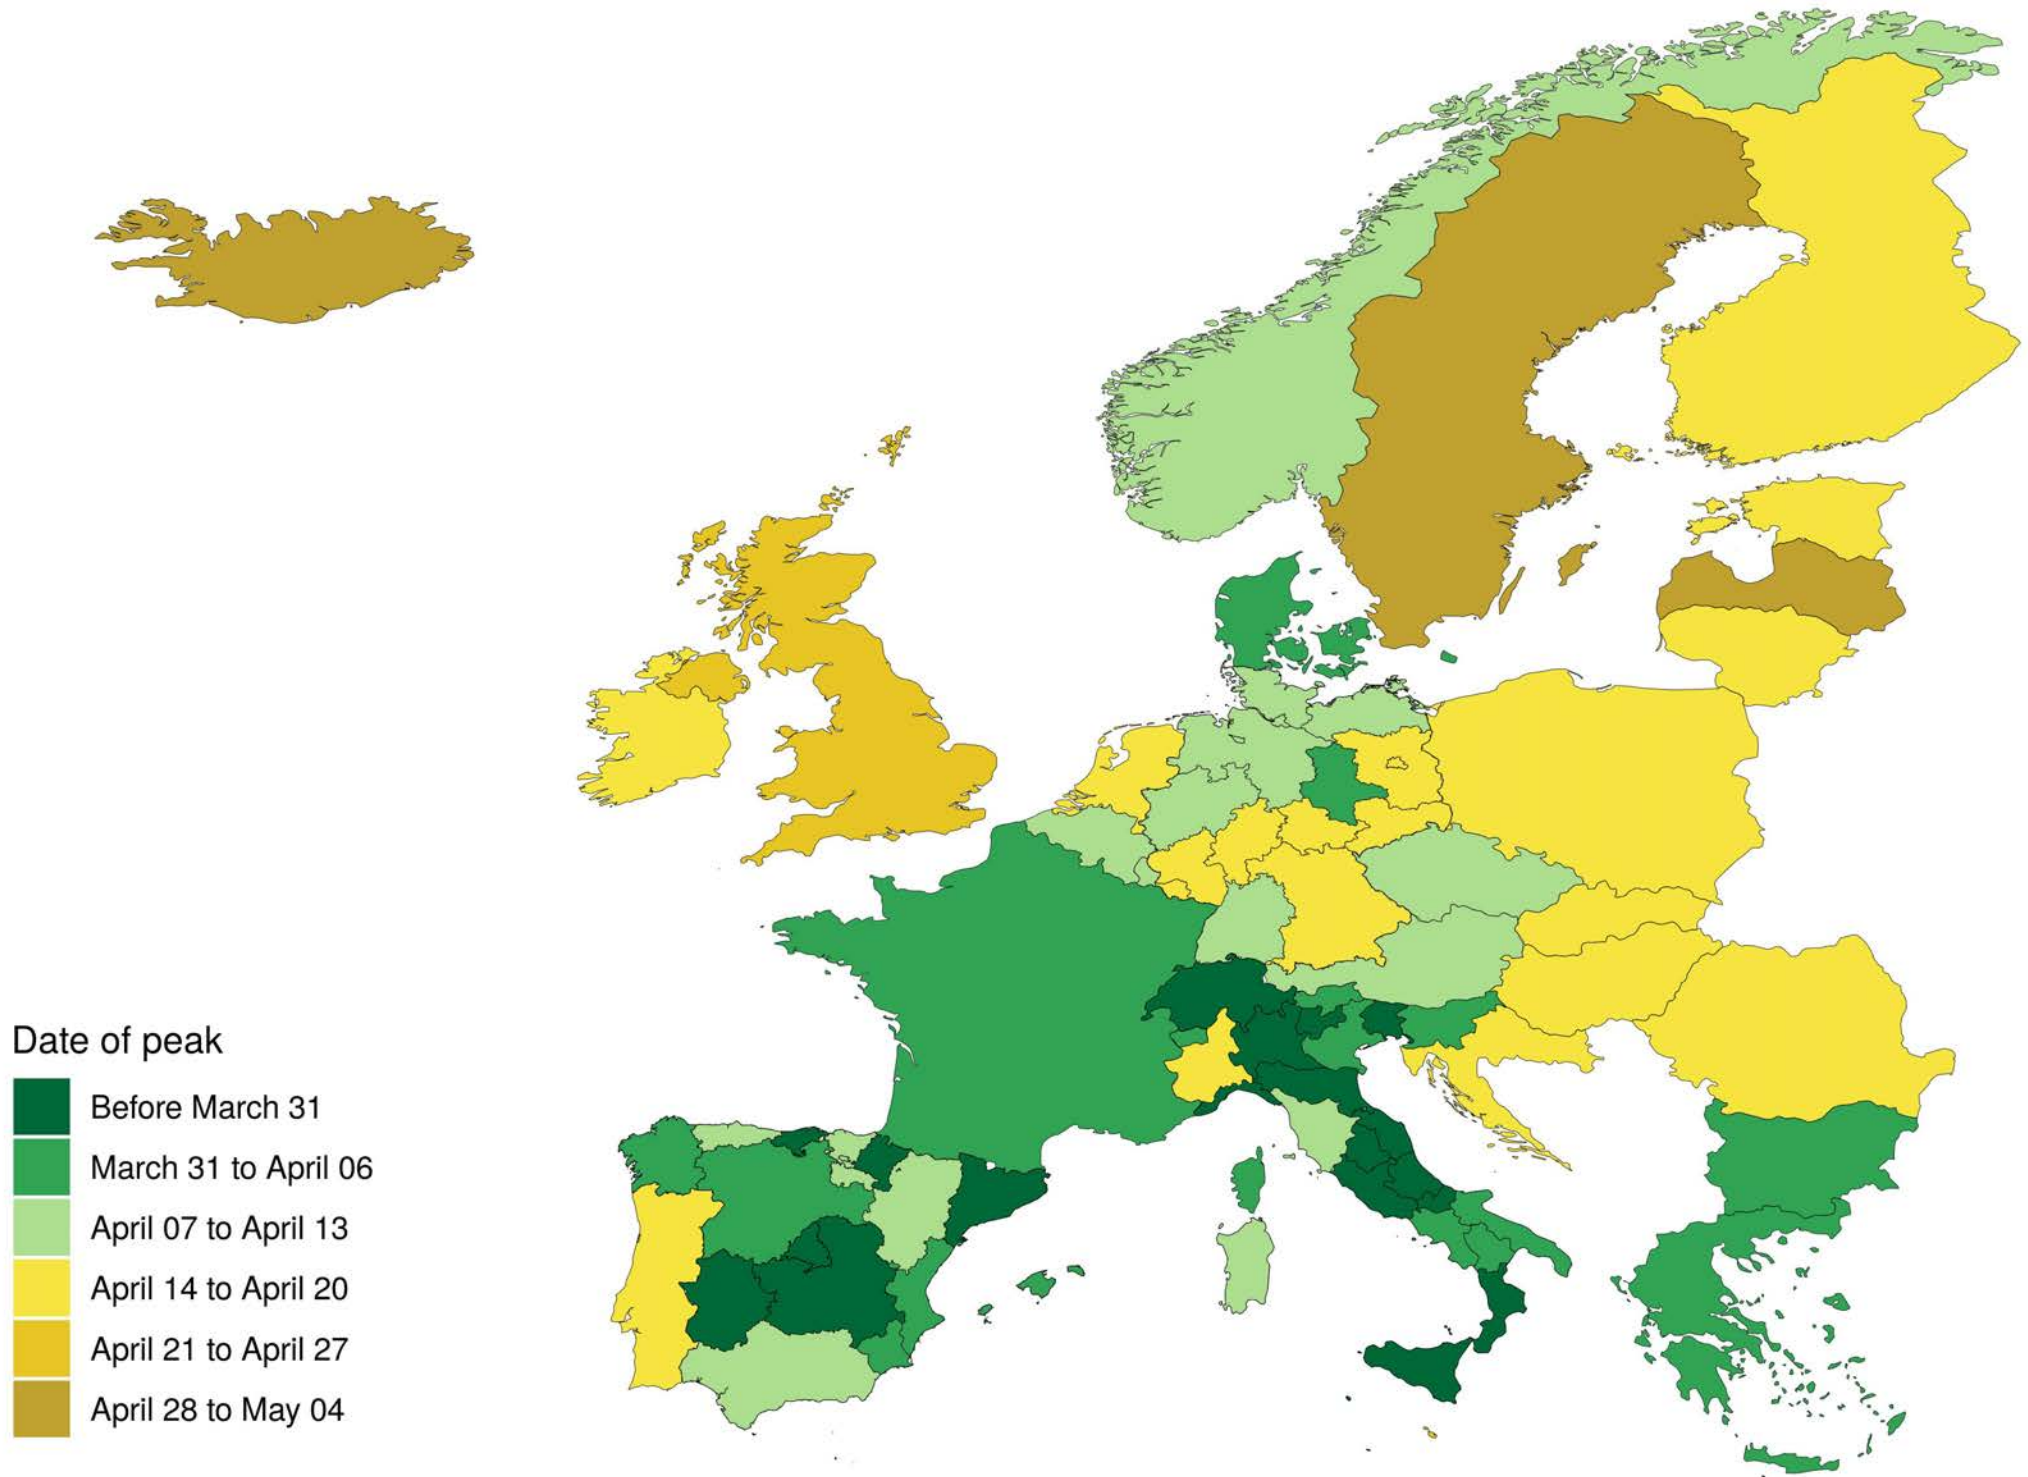 Date of peak
Before March 31
March 31 to April 06
April 07 to April 13
April 14 to April 20
April 21 to April 27
April 28 to May 04